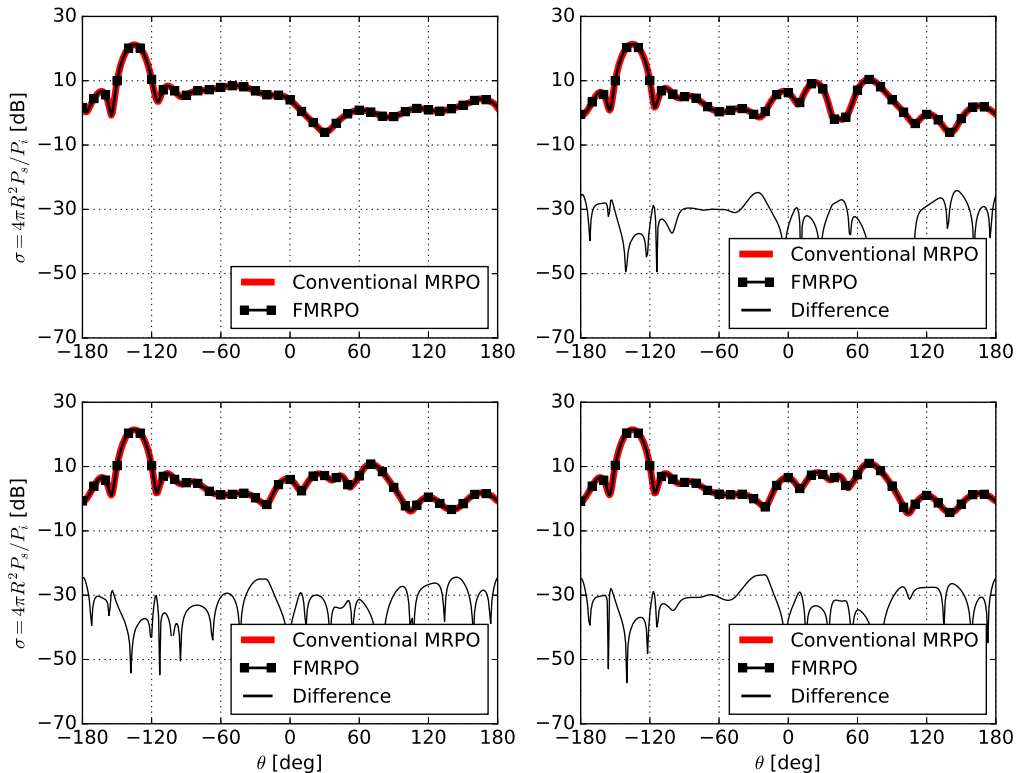 30
10
−10
−30
−50
−70
σ = 4πR²Pₛ/Pᵢ [dB]
−180 −120 −60 0 60 120 180
Conventional MRPO
FMRPO
30
10
−10
−30
−50
−70
−180 −120 −60 0 60 120 180
Conventional MRPO
FMRPO
Difference
30
10
−10
−30
−50
−70
σ = 4πR²Pₛ/Pᵢ [dB]
−180 −120 −60 0 60 120 180
θ [deg]
Conventional MRPO
FMRPO
Difference
30
10
−10
−30
−50
−70
−180 −120 −60 0 60 120 180
θ [deg]
Conventional MRPO
FMRPO
Difference